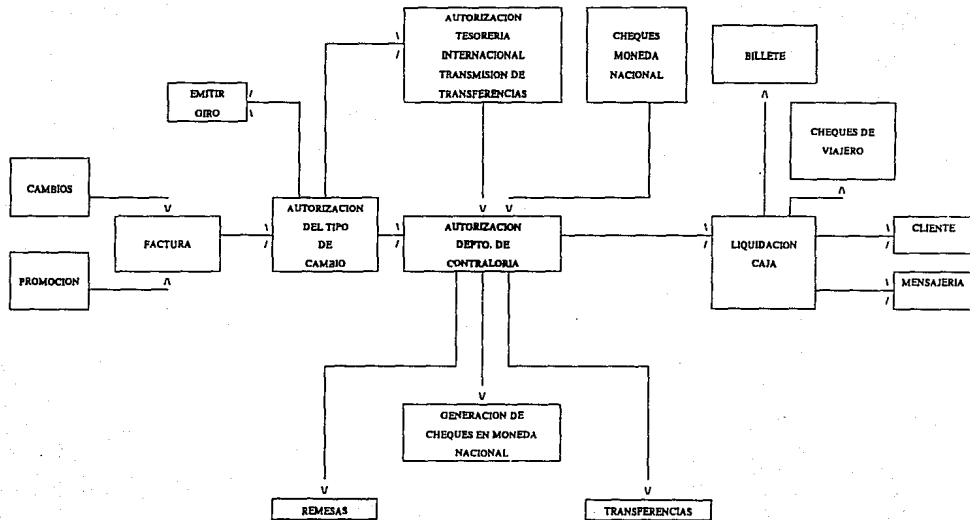 AUTORIZACION
TESORERIA
INTERNACIONAL
TRANSMISION DE
TRANSFERENCIAS
CHEQUES
MONEDA
NACIONAL
BILLETE
EMITIR
GIRO
CHEQUES DE
VIAJERO
CAMBIOS
FACTURA
PROMOCION
AUTORIZACION
DEL TIPO
DE
CAMBIO
AUTORIZACION
DEPTO. DE
CONTRALORIA
LIQUIDACION
CAJA
CLIENTE
MENSAJERIA
GENERACION DE
CHEQUES EN MONEDA
NACIONAL
REMESAS
TRANSFERENCIAS